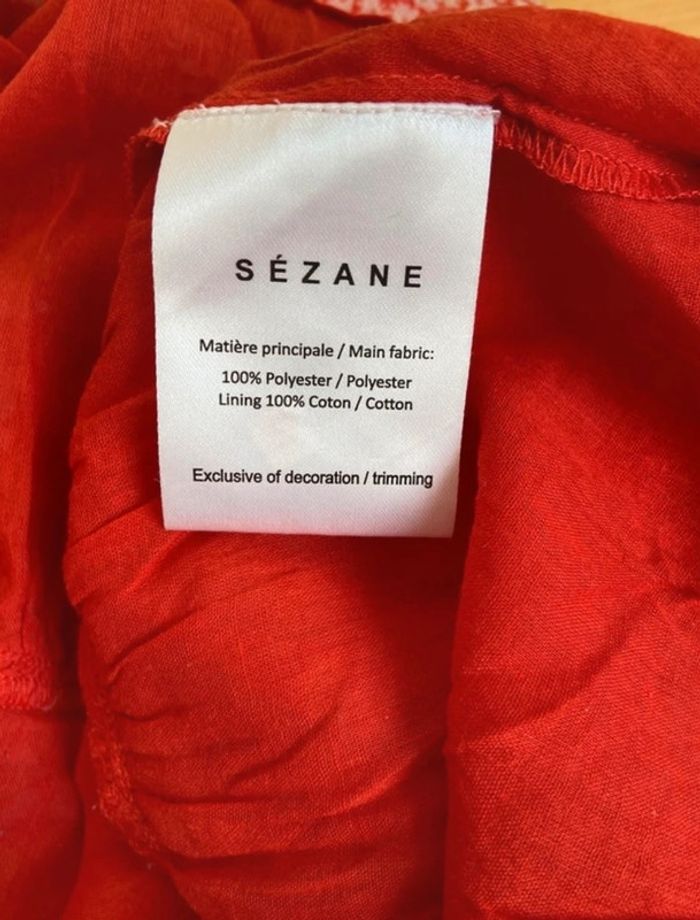 SÉZANE
Matière principale / Main fabric:
100% Polyester / Polyester
Lining 100% Coton / Cotton
Exclusive of decoration / trimming